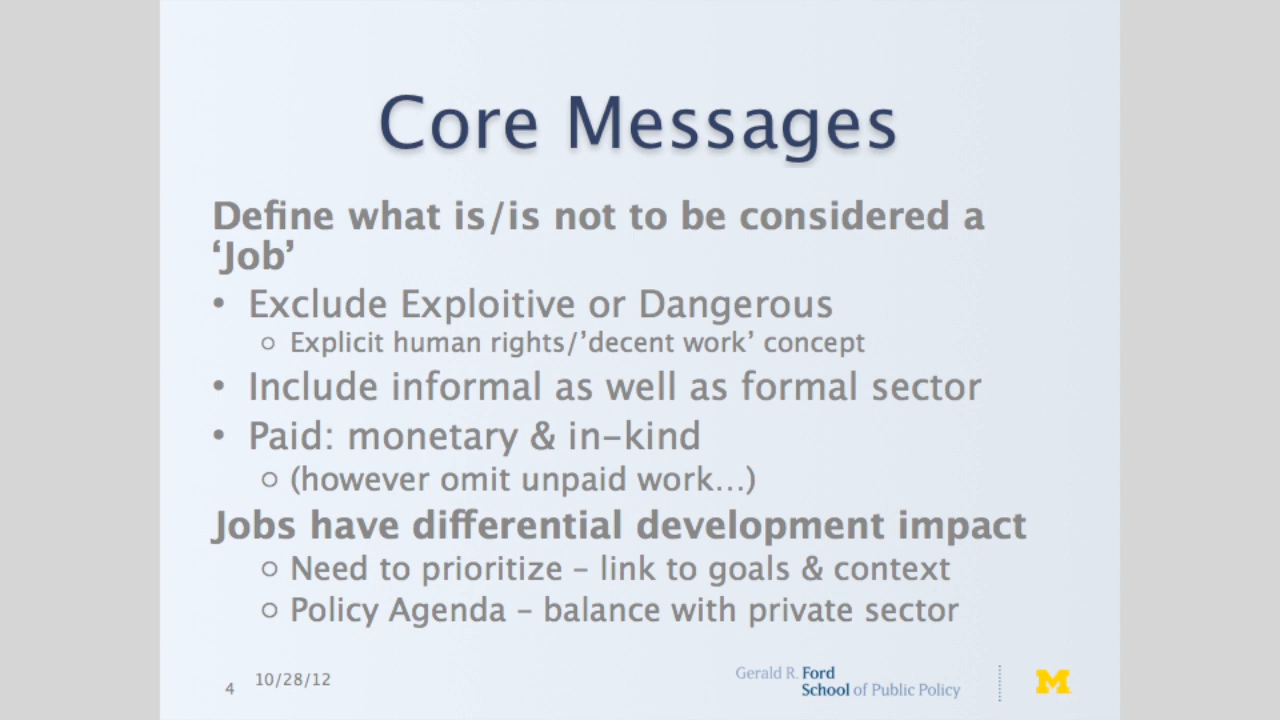 Core Messages
Define what is/is not to be considered a
‘Job’
• Exclude Exploitive or Dangerous
○ Explicit human rights/’decent work’ concept
• Include informal as well as formal sector
• Paid: monetary & in-kind
○ (however omit unpaid work…)
Jobs have differential development impact
○ Need to prioritize – link to goals & context
○ Policy Agenda – balance with private sector
4 10/28/12
Gerald R. Ford
School of Public Policy
M